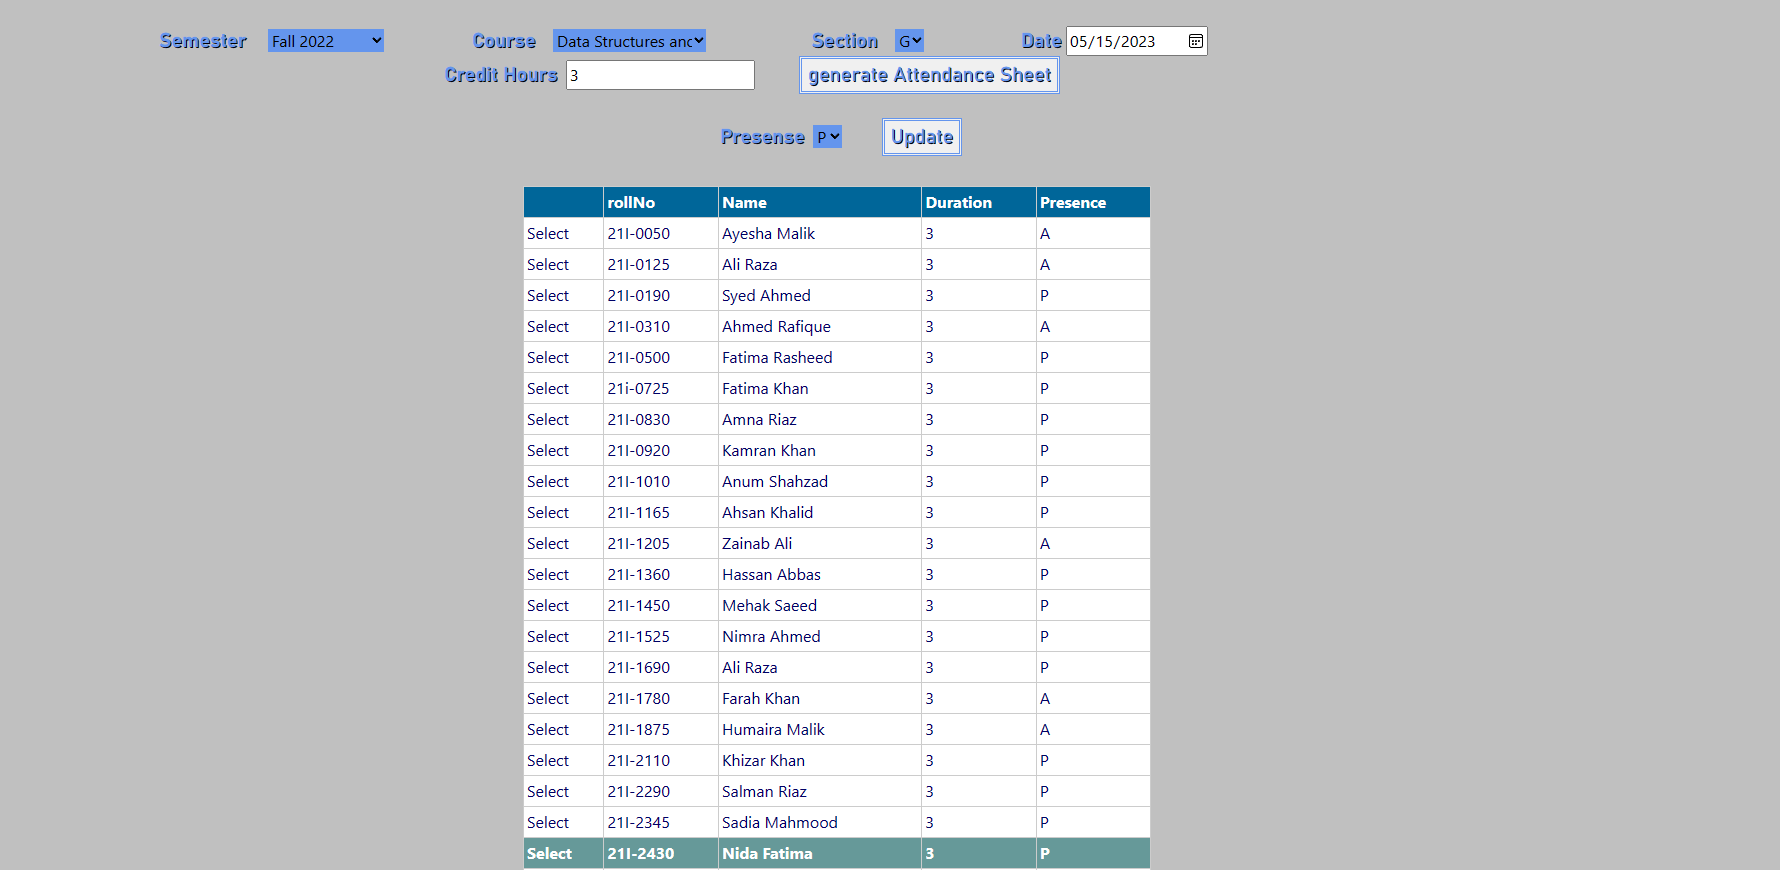 Semester Fall 2022 Course Data Structures anc Section G Date 05/15/2023
Credit Hours 3 generate Attendance Sheet
Presense P Update
rollNo Name Duration Presence
Select 21I-0050 Ayesha Malik 3 A
Select 21I-0125 Ali Raza 3 A
Select 21I-0190 Syed Ahmed 3 P
Select 21I-0310 Ahmed Rafique 3 A
Select 21I-0500 Fatima Rasheed 3 P
Select 21i-0725 Fatima Khan 3 P
Select 21I-0830 Amna Riaz 3 P
Select 21I-0920 Kamran Khan 3 P
Select 21I-1010 Anum Shahzad 3 P
Select 21I-1165 Ahsan Khalid 3 P
Select 21I-1205 Zainab Ali 3 A
Select 21I-1360 Hassan Abbas 3 P
Select 21I-1450 Mehak Saeed 3 P
Select 21I-1525 Nimra Ahmed 3 P
Select 21I-1690 Ali Raza 3 P
Select 21I-1780 Farah Khan 3 A
Select 21I-1875 Humaira Malik 3 A
Select 21I-2110 Khizar Khan 3 P
Select 21I-2290 Salman Riaz 3 P
Select 21I-2345 Sadia Mahmood 3 P
Select 21I-2430 Nida Fatima 3 P